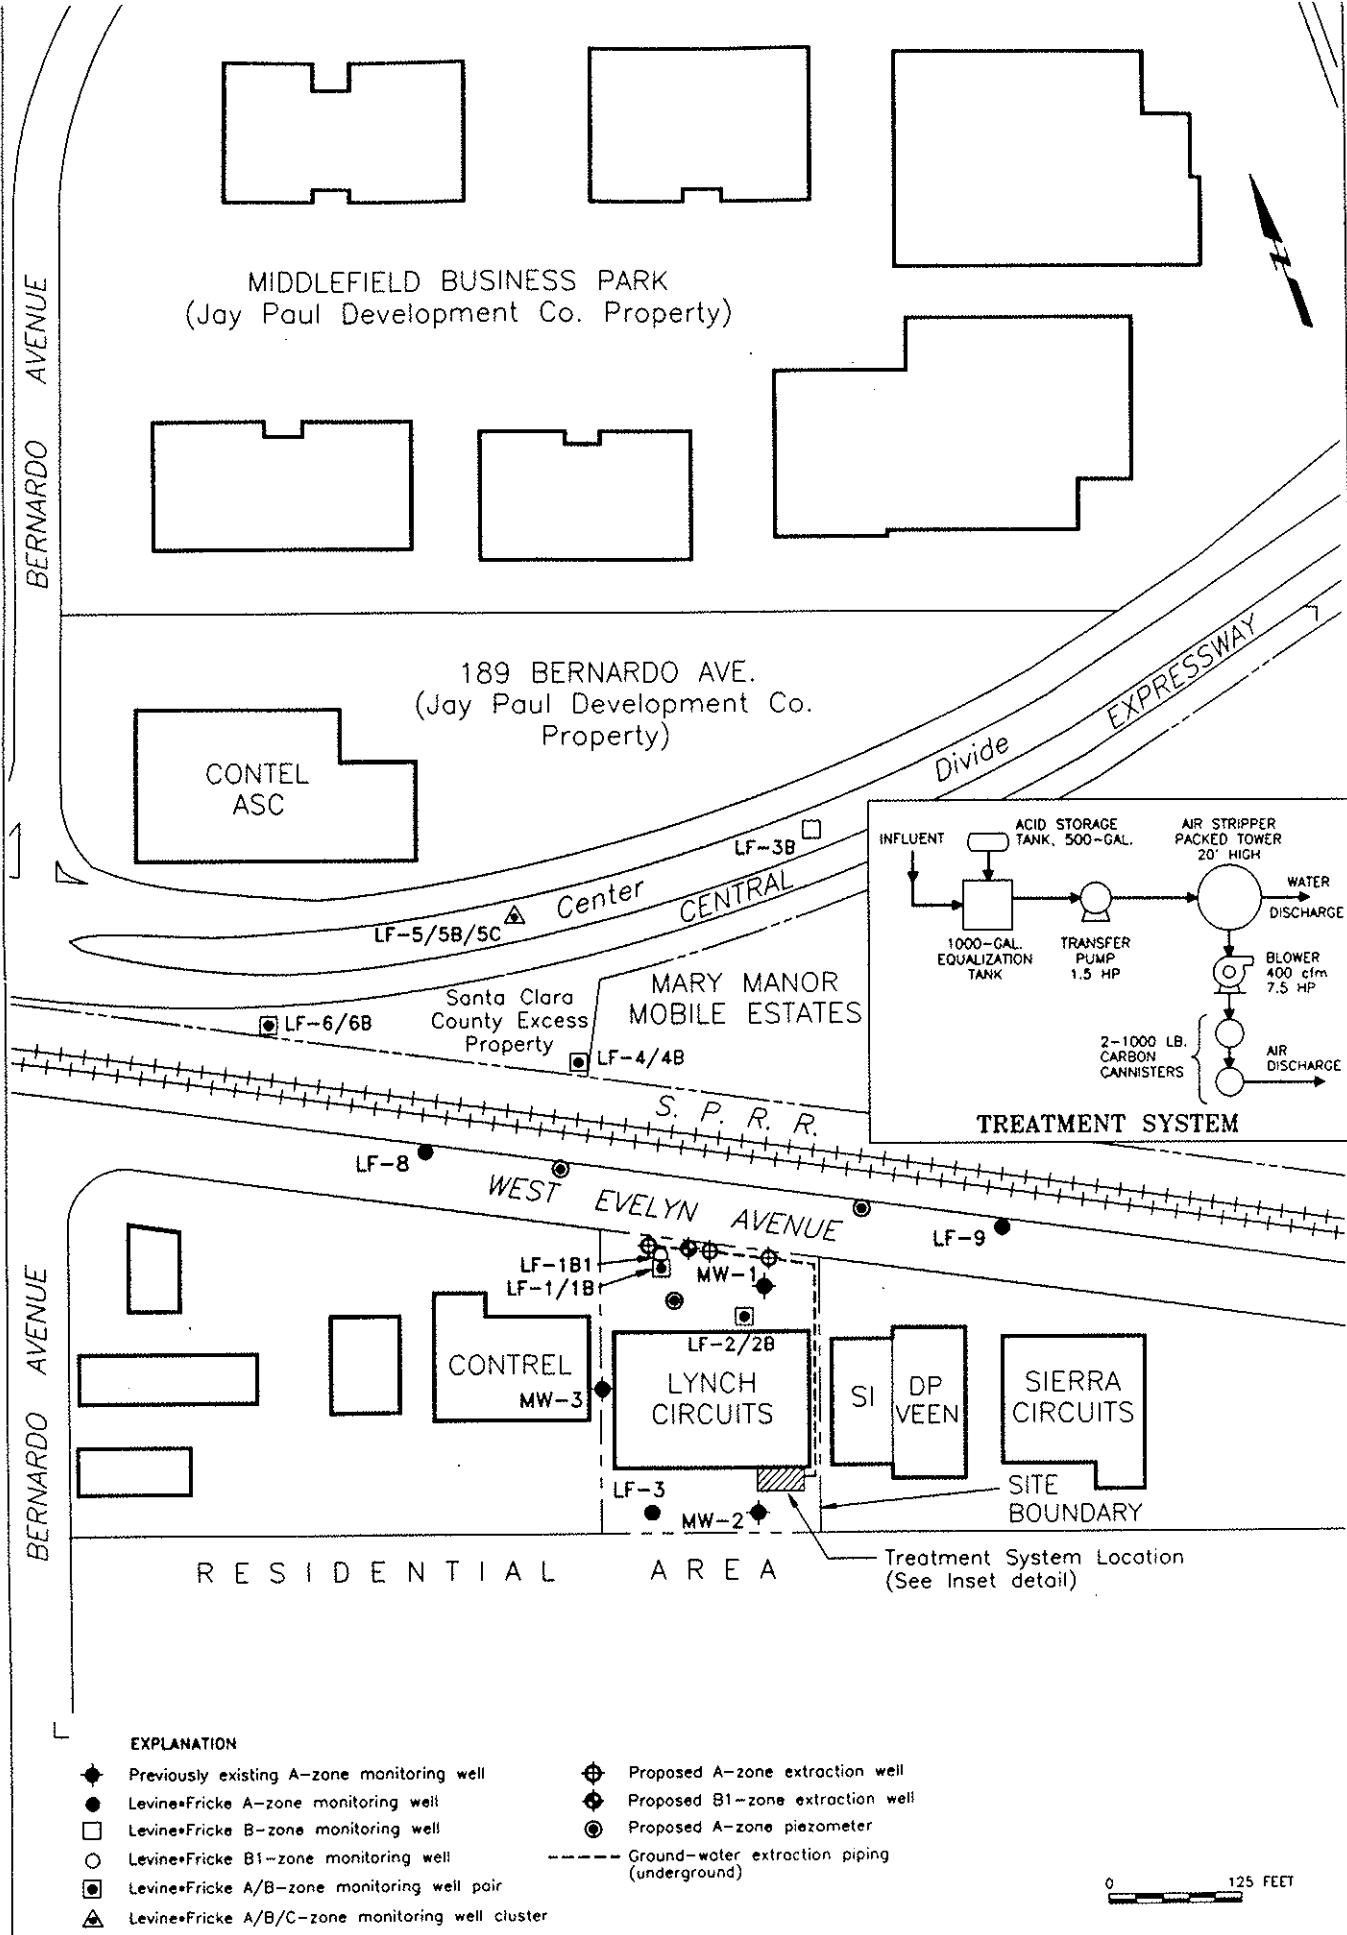 MIDDLEFIELD BUSINESS PARK
(Jay Paul Development Co. Property)
N
BERNARDO AVENUE
189 BERNARDO AVE.
(Jay Paul Development Co.
Property)
CONTEL
ASC
Center
Divide
CENTRAL
EXPRESSWAY
LF-3B
LF-5/5B/5C
LF-6/6B
Santa Clara
County Excess
Property
MARY MANOR
MOBILE ESTATES
LF-4/4B
INFLUENT
ACID STORAGE
TANK, 500-GAL.
AIR STRIPPER
PACKED TOWER
20' HIGH
WATER
DISCHARGE
1000-GAL.
EQUALIZATION
TANK
TRANSFER
PUMP
1.5 HP
BLOWER
400 cfm
7.5 HP
2-1000 LB.
CARBON
CANNISTERS
AIR
DISCHARGE
TREATMENT SYSTEM
S. P. R. R.
LF-8
WEST EVELYN AVENUE
LF-9
LF-1B1
LF-1/1B
MW-1
LF-2/2B
CONTREL
MW-3
LYNCH
CIRCUITS
SI
DP
VEEN
SIERRA
CIRCUITS
LF-3
MW-2
SITE
BOUNDARY
BERNARDO AVENUE
RESIDENTIAL AREA
Treatment System Location
(See Inset detail)
EXPLANATION
Previously existing A-zone monitoring well
Levine•Fricke A-zone monitoring well
Levine•Fricke B-zone monitoring well
Levine•Fricke B1-zone monitoring well
Levine•Fricke A/B-zone monitoring well pair
Levine•Fricke A/B/C-zone monitoring well cluster
Proposed A-zone extraction well
Proposed B1-zone extraction well
Proposed A-zone piezometer
Ground-water extraction piping
(underground)
0 125 FEET